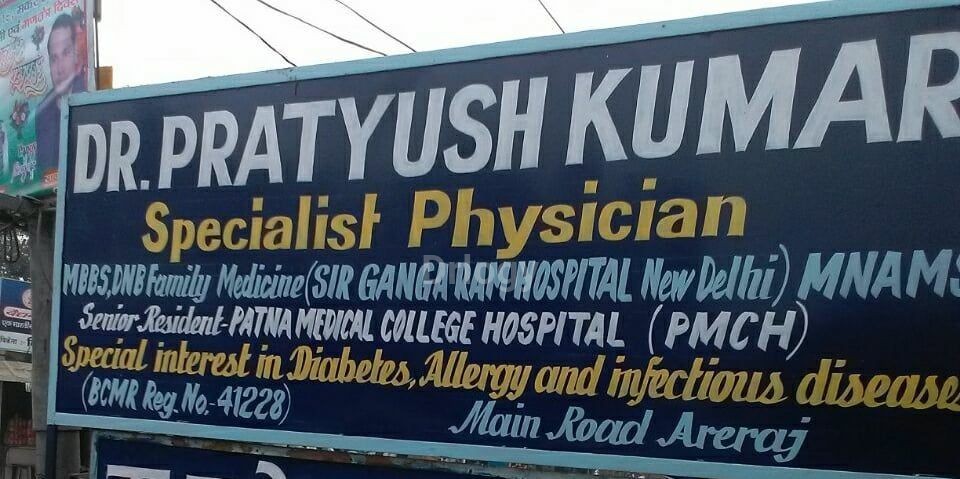 DR. PRATYUSH KUMAR
Specialist Physician
MBBS, DNB Family Medicine (SIR GANGA RAM HOSPITAL New Delhi) MNAMS
Senior Resident-PATNA MEDICAL COLLEGE HOSPITAL (PMCH)
Special interest in Diabetes, Allergy and infectious diseases
(BCMR Reg. No.-41228)
Main Road Areraj